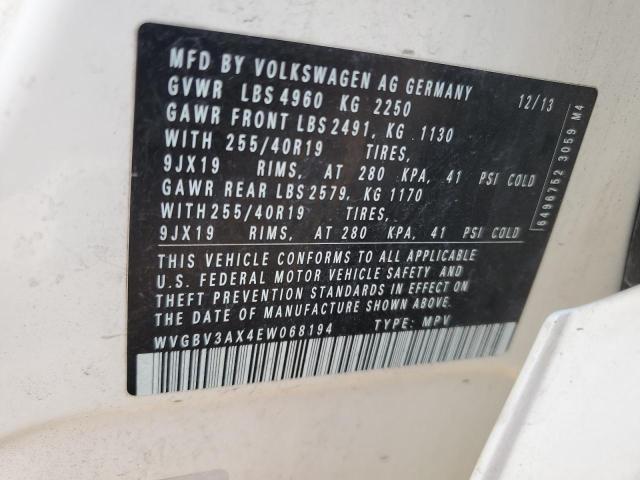 MFD BY VOLKSWAGEN AG GERMANY
12/13
GVWR LBS 4960 KG 2250
GAWR FRONT LBS 2491, KG 1130
WITH 255/40R19 TIRES,
9JX19 RIMS, AT 280 KPA, 41 PSI COLD
GAWR REAR LBS 2579, KG 1170
WITH 255/40R19 TIRES,
9JX19 RIMS, AT 280 KPA, 41 PSI COLD
THIS VEHICLE CONFORMS TO ALL APPLICABLE
U.S. FEDERAL MOTOR VEHICLE SAFETY AND
THEFT PREVENTION STANDARDS IN EFFECT ON
THE DATE OF MANUFACTURE SHOWN ABOVE.
WVGBV3AX4EW068194 TYPE: MPV
6496752 3059 M4